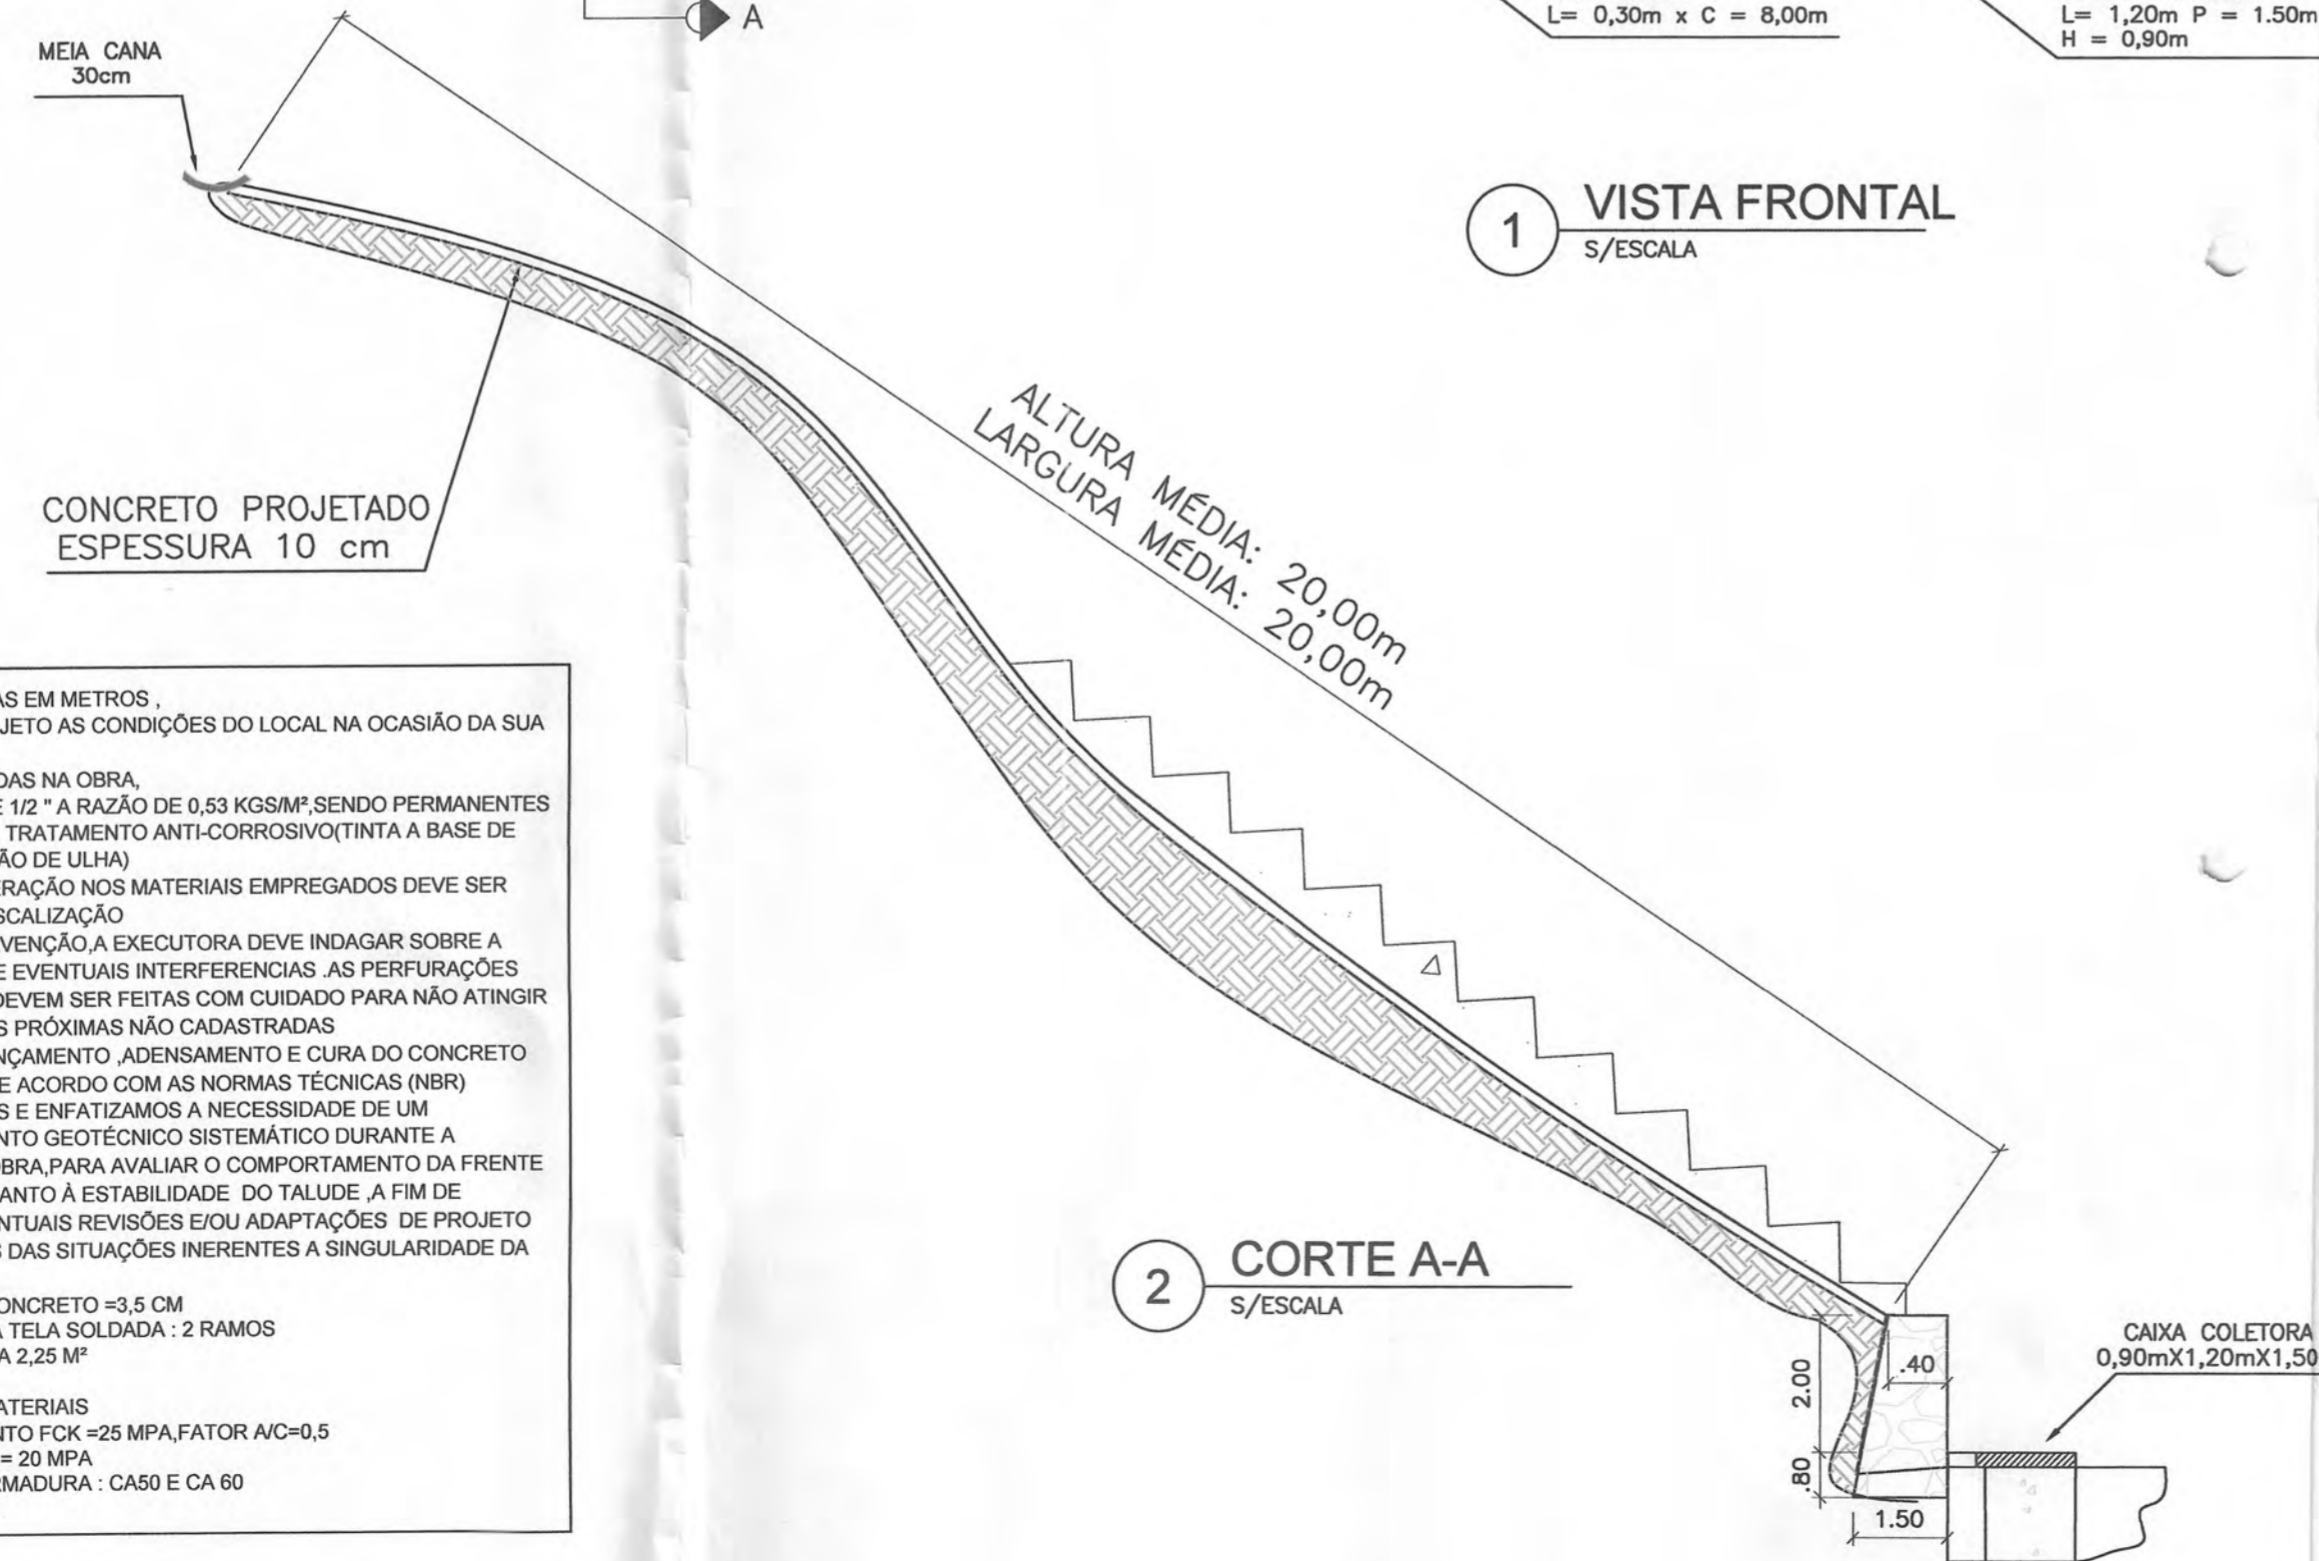 A
L= 0,30m x C = 8,00m
L= 1,20m P = 1.50m
H = 0,90m
MEIA CANA
30cm
1
VISTA FRONTAL
S/ESCALA
CONCRETO PROJETADO
ESPESSURA 10 cm
ALTURA MÉDIA: 20,00m
LARGURA MÉDIA: 20,00m
AS EM METROS ,
JETO AS CONDIÇÕES DO LOCAL NA OCASIÃO DA SUA
DAS NA OBRA,
E 1/2 " A RAZÃO DE 0,53 KGS/M²,SENDO PERMANENTES
TRATAMENTO ANTI-CORROSIVO(TINTA A BASE DE
ÃO DE ULHA)
ERAÇÃO NOS MATERIAIS EMPREGADOS DEVE SER
SCALIZAÇÃO
VENÇÃO,A EXECUTORA DEVE INDAGAR SOBRE A
E EVENTUAIS INTERFERENCIAS .AS PERFURAÇÕES
DEVEM SER FEITAS COM CUIDADO PARA NÃO ATINGIR
S PRÓXIMAS NÃO CADASTRADAS
NÇAMENTO ,ADENSAMENTO E CURA DO CONCRETO
E ACORDO COM AS NORMAS TÉCNICAS (NBR)
S E ENFATIZAMOS A NECESSIDADE DE UM
NTO GEOTÉCNICO SISTEMÁTICO DURANTE A
OBRA,PARA AVALIAR O COMPORTAMENTO DA FRENTE
ANTO À ESTABILIDADE DO TALUDE ,A FIM DE
NTUAIS REVISÕES E/OU ADAPTAÇÕES DE PROJETO
S DAS SITUAÇÕES INERENTES A SINGULARIDADE DA
ONCRETO =3,5 CM
A TELA SOLDADA : 2 RAMOS
A 2,25 M²
ATERIAIS
NTO FCK =25 MPA,FATOR A/C=0,5
= 20 MPA
RMADURA : CA50 E CA 60
2
CORTE A-A
S/ESCALA
CAIXA COLETORA
0,90mX1,20mX1,50
.40
2.00
.80
1.50